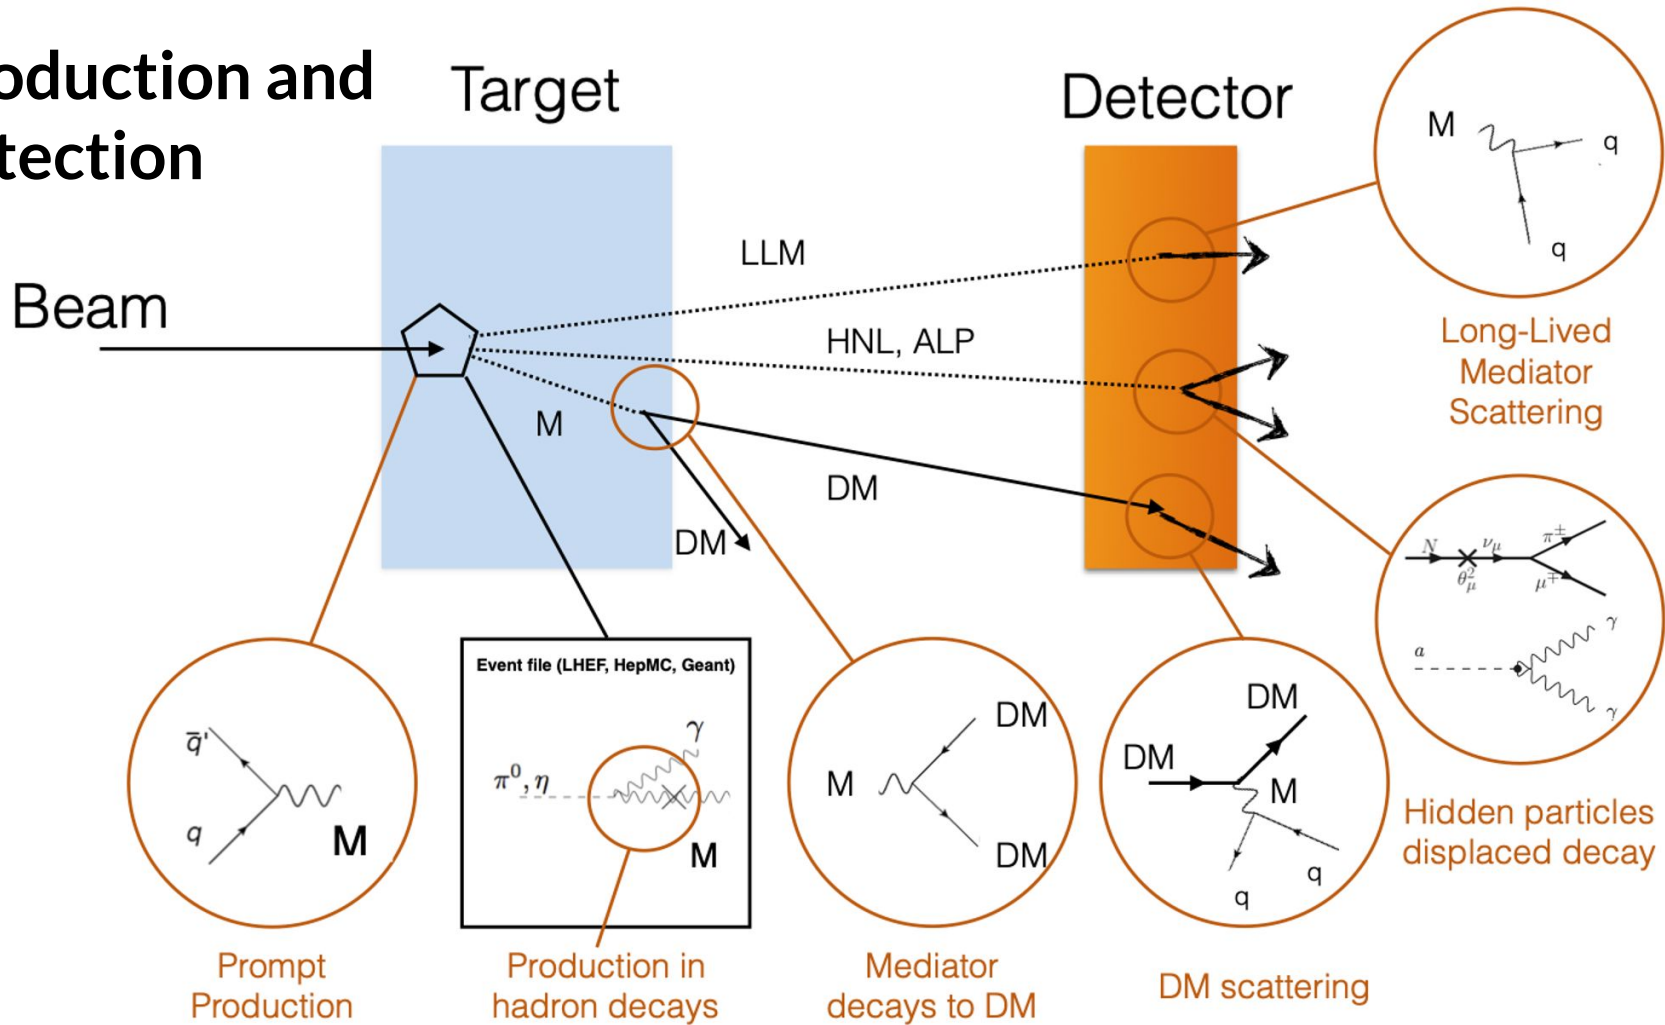 oduction and
tection
Target
Detector
Beam
LLM
HNL, ALP
M
DM
DM
M
q
q
Long-Lived
Mediator
Scattering
N
θ²μ
νμ
π±
μ∓
a
γ
γ
Hidden particles
displaced decay
q̄'
q
M
Prompt
Production
Event file (LHEF, HepMC, Geant)
π⁰, η
γ
M
Production in
hadron decays
M
DM
DM
Mediator
decays to DM
DM
DM
M
q
q
DM scattering